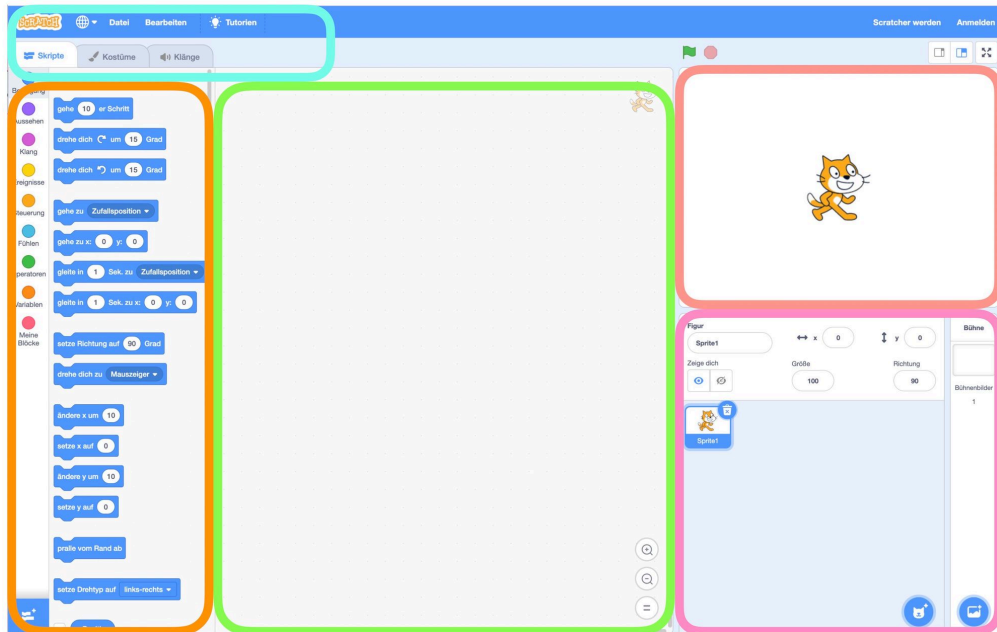 SCRATCH
Datei Bearbeiten Tutorien Scratcher werden Anmelden
Skripte Kostüme Klänge
gehe 10 er Schritt
Aussehen
drehe dich um 15 Grad
Klang
drehe dich um 15 Grad
Ereignisse
gehe zu Zufallsposition
Steuerung
gehe zu x: 0 y: 0
Fühlen
gleite in 1 Sek. zu Zufallsposition
Operatoren
gleite in 1 Sek. zu x: 0 y: 0
Variablen
Meine
Blöcke
setze Richtung auf 90 Grad
drehe dich zu Mauszeiger
ändere x um 10
setze x auf 0
ändere y um 10
setze y auf 0
pralle vom Rand ab
setze Drehtyp auf links-rechts
Figur
Sprite1 x 0 y 0
Zeige dich Größe Richtung
100 90
Sprite1
Bühne
Bühnenbilder
1